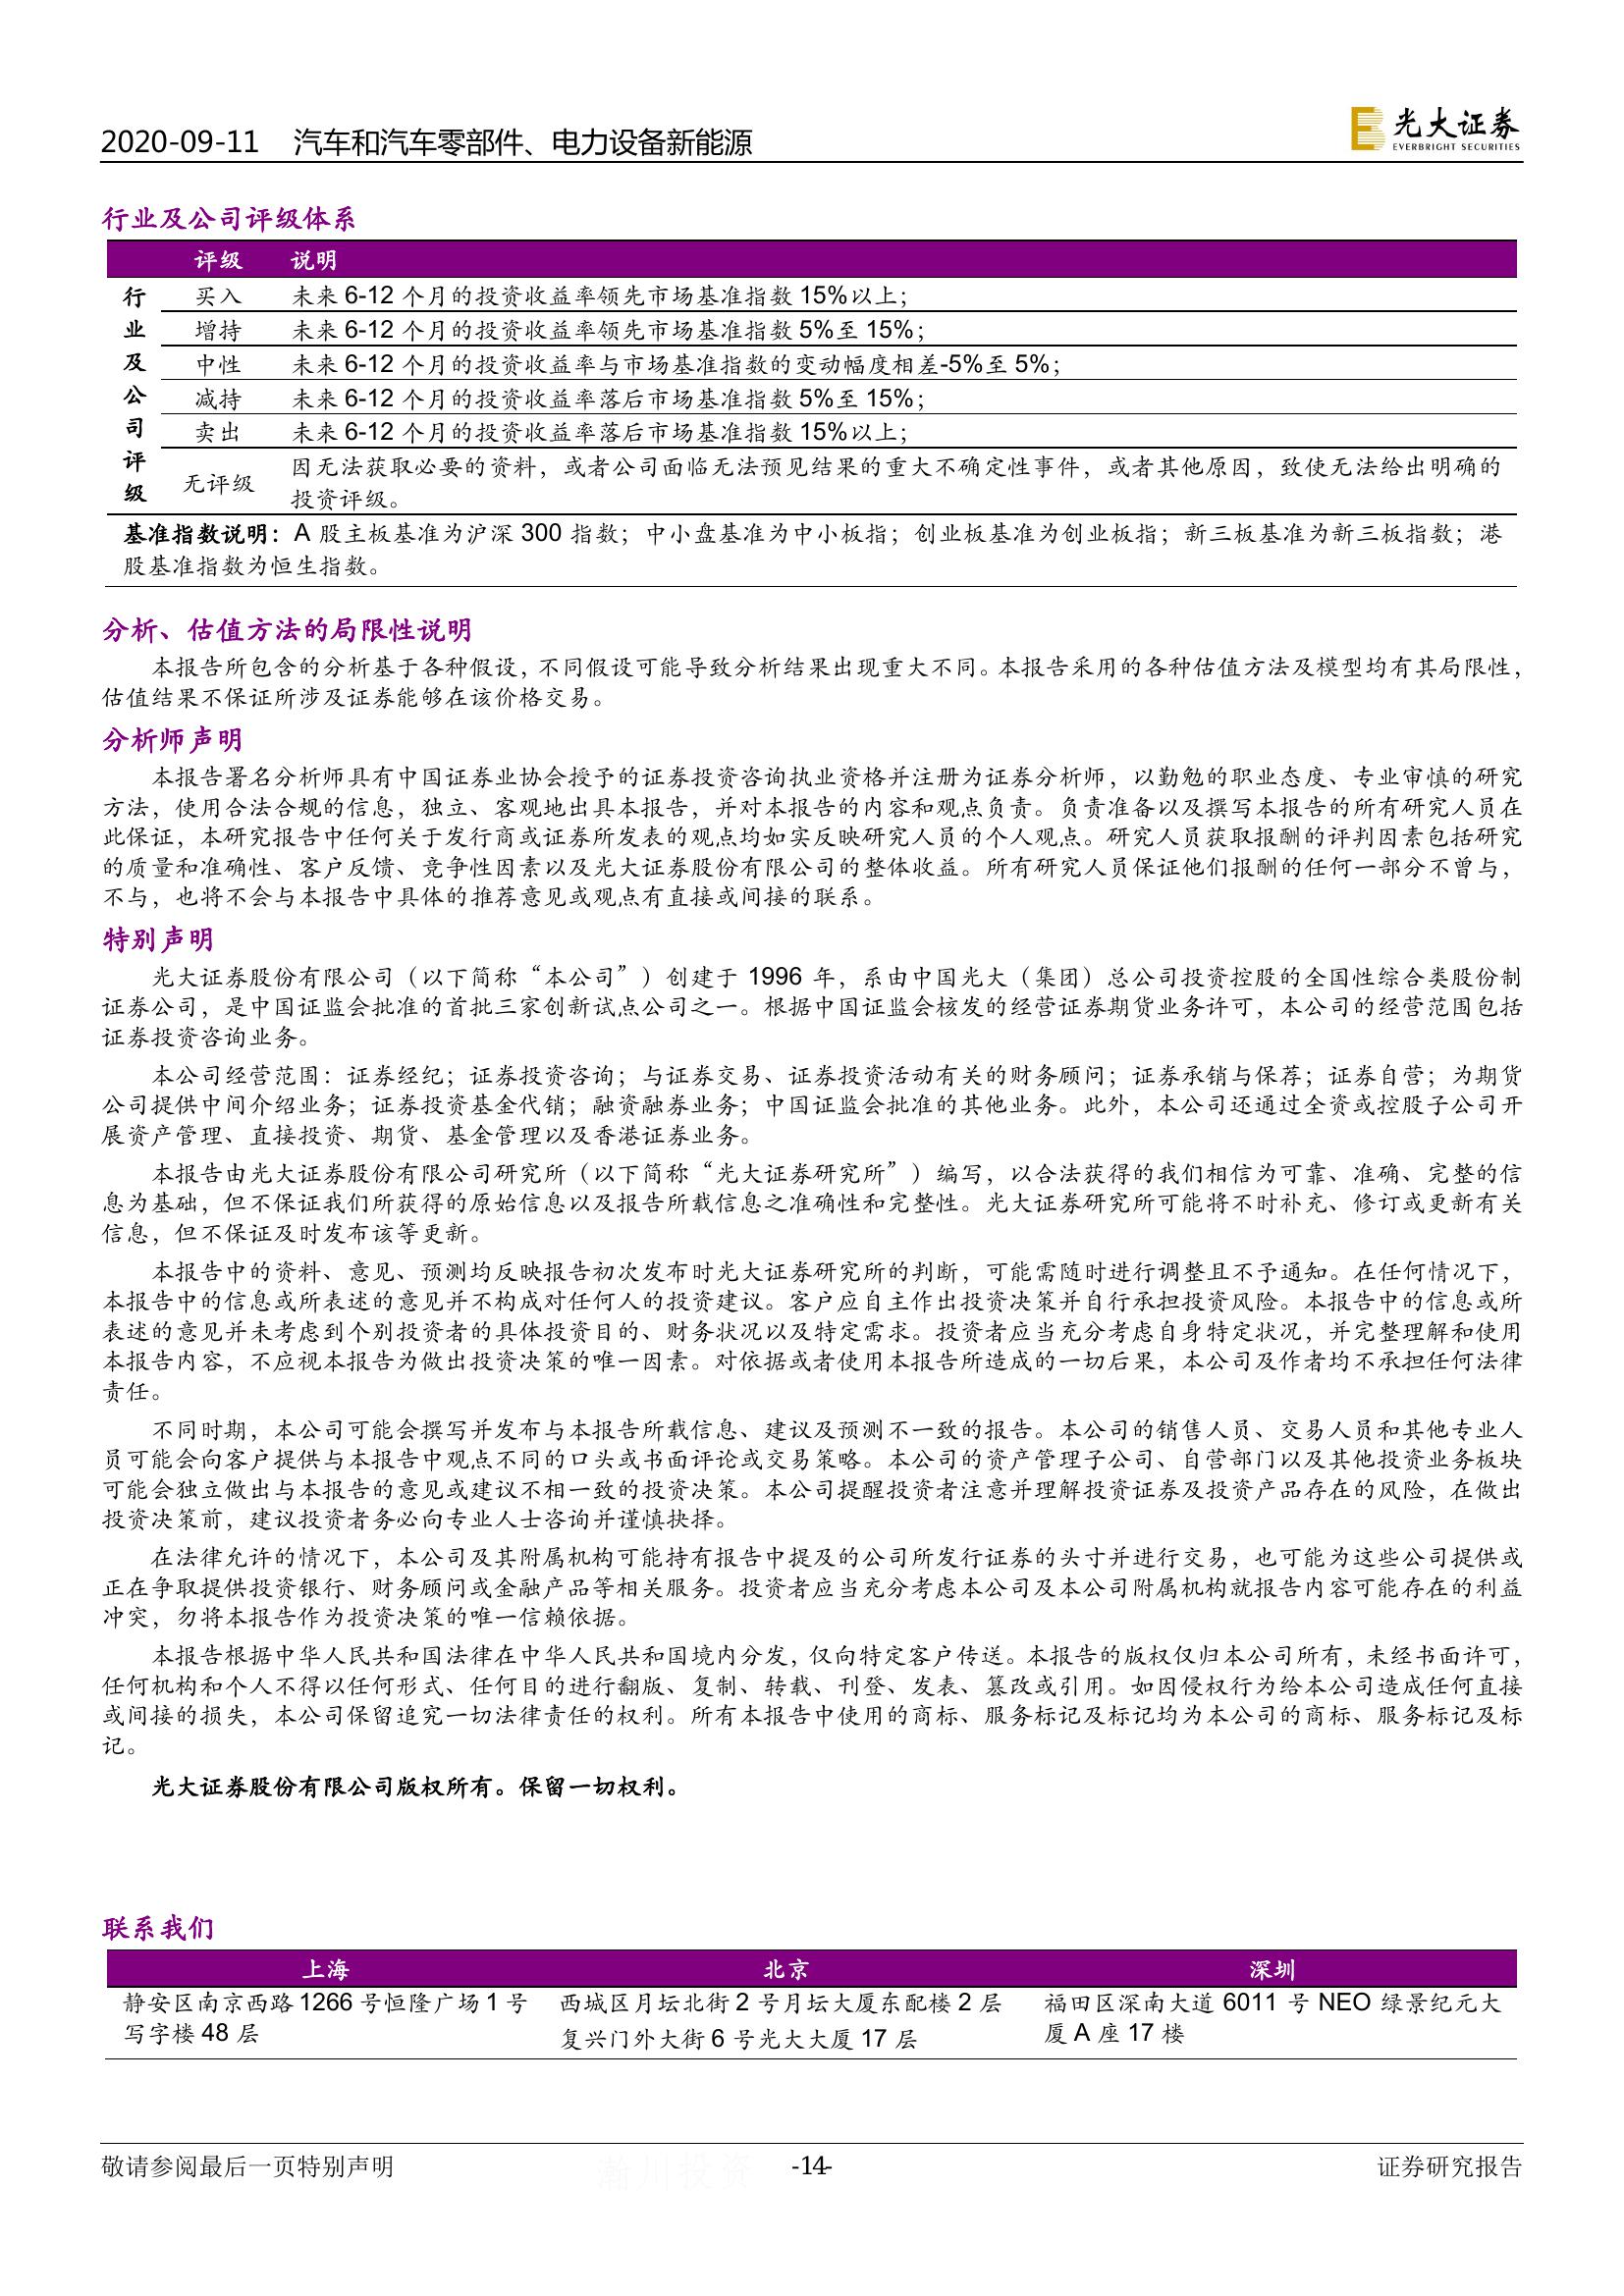 2020-09-11 汽车和汽车零部件、电力设备新能源
光大证券
EVERBRIGHT SECURITIES
行业及公司评级体系
评级 说明
行业及公司评级
买入 未来 6-12 个月的投资收益率领先市场基准指数 15%以上；
增持 未来 6-12 个月的投资收益率领先市场基准指数 5%至 15%；
中性 未来 6-12 个月的投资收益率与市场基准指数的变动幅度相差-5%至 5%；
减持 未来 6-12 个月的投资收益率落后市场基准指数 5%至 15%；
卖出 未来 6-12 个月的投资收益率落后市场基准指数 15%以上；
无评级 因无法获取必要的资料，或者公司面临无法预见结果的重大不确定性事件，或者其他原因，致使无法给出明确的
投资评级。
基准指数说明：A 股主板基准为沪深 300 指数；中小盘基准为中小板指；创业板基准为创业板指；新三板基准为新三板指数；港
股基准指数为恒生指数。
分析、估值方法的局限性说明
本报告所包含的分析基于各种假设，不同假设可能导致分析结果出现重大不同。本报告采用的各种估值方法及模型均有其局限性，
估值结果不保证所涉及证券能够在该价格交易。
分析师声明
本报告署名分析师具有中国证券业协会授予的证券投资咨询执业资格并注册为证券分析师，以勤勉的职业态度、专业审慎的研究
方法，使用合法合规的信息，独立、客观地出具本报告，并对本报告的内容和观点负责。负责准备以及撰写本报告的所有研究人员在
此保证，本研究报告中任何关于发行商或证券所发表的观点均如实反映研究人员的个人观点。研究人员获取报酬的评判因素包括研究
的质量和准确性、客户反馈、竞争性因素以及光大证券股份有限公司的整体收益。所有研究人员保证他们报酬的任何一部分不曾与，
不与，也将不会与本报告中具体的推荐意见或观点有直接或间接的联系。
特别声明
光大证券股份有限公司（以下简称“本公司”）创建于 1996 年，系由中国光大（集团）总公司投资控股的全国性综合类股份制
证券公司，是中国证监会批准的首批三家创新试点公司之一。根据中国证监会核发的经营证券期货业务许可，本公司的经营范围包括
证券投资咨询业务。
本公司经营范围：证券经纪；证券投资咨询；与证券交易、证券投资活动有关的财务顾问；证券承销与保荐；证券自营；为期货
公司提供中间介绍业务；证券投资基金代销；融资融券业务；中国证监会批准的其他业务。此外，本公司还通过全资或控股子公司开
展资产管理、直接投资、期货、基金管理以及香港证券业务。
本报告由光大证券股份有限公司研究所（以下简称“光大证券研究所”）编写，以合法获得的我们相信为可靠、准确、完整的信
息为基础，但不保证我们所获得的原始信息以及报告所载信息之准确性和完整性。光大证券研究所可能将不时补充、修订或更新有关
信息，但不保证及时发布该等更新。
本报告中的资料、意见、预测均反映报告初次发布时光大证券研究所的判断，可能需随时进行调整且不予通知。在任何情况下，
本报告中的信息或所表述的意见并不构成对任何人的投资建议。客户应自主作出投资决策并自行承担投资风险。本报告中的信息或所
表述的意见并未考虑到个别投资者的具体投资目的、财务状况以及特定需求。投资者应当充分考虑自身特定状况，并完整理解和使用
本报告内容，不应视本报告为做出投资决策的唯一因素。对依据或者使用本报告所造成的一切后果，本公司及作者均不承担任何法律
责任。
不同时期，本公司可能会撰写并发布与本报告所载信息、建议及预测不一致的报告。本公司的销售人员、交易人员和其他专业人
员可能会向客户提供与本报告中观点不同的口头或书面评论或交易策略。本公司的资产管理子公司、自营部门以及其他投资业务板块
可能会独立做出与本报告的意见或建议不相一致的投资决策。本公司提醒投资者注意并理解投资证券及投资产品存在的风险，在做出
投资决策前，建议投资者务必向专业人士咨询并谨慎抉择。
在法律允许的情况下，本公司及其附属机构可能持有报告中提及的公司所发行证券的头寸并进行交易，也可能为这些公司提供或
正在争取提供投资银行、财务顾问或金融产品等相关服务。投资者应当充分考虑本公司及本公司附属机构就报告内容可能存在的利益
冲突，勿将本报告作为投资决策的唯一信赖依据。
本报告根据中华人民共和国法律在中华人民共和国境内分发，仅向特定客户传送。本报告的版权仅归本公司所有，未经书面许可，
任何机构和个人不得以任何形式、任何目的进行翻版、复制、转载、刊登、发表、篡改或引用。如因侵权行为给本公司造成任何直接
或间接的损失，本公司保留追究一切法律责任的权利。所有本报告中使用的商标、服务标记及标记均为本公司的商标、服务标记及标
记。
光大证券股份有限公司版权所有。保留一切权利。
联系我们
上海 北京 深圳
静安区南京西路 1266 号恒隆广场 1 号 西城区月坛北街 2 号月坛大厦东配楼 2 层 福田区深南大道 6011 号 NEO 绿景纪元大
写字楼 48 层 复兴门外大街 6 号光大大厦 17 层 厦 A 座 17 楼
敬请参阅最后一页特别声明 -14- 证券研究报告